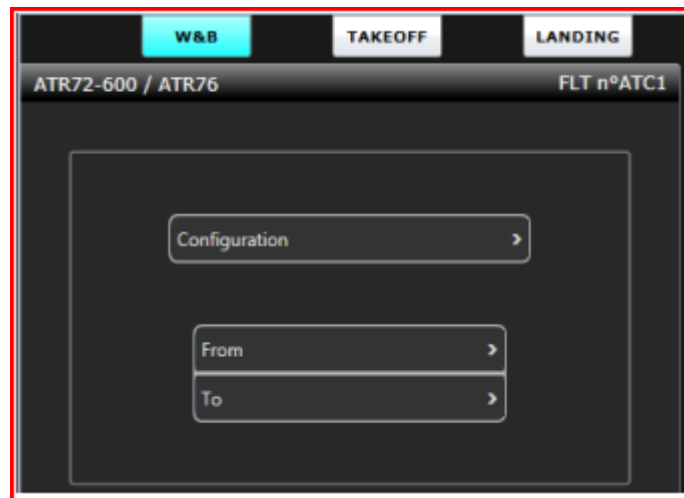 W&B TAKEOFF LANDING
ATR72-600 / ATR76 FLT nºATC1
Configuration
From
To